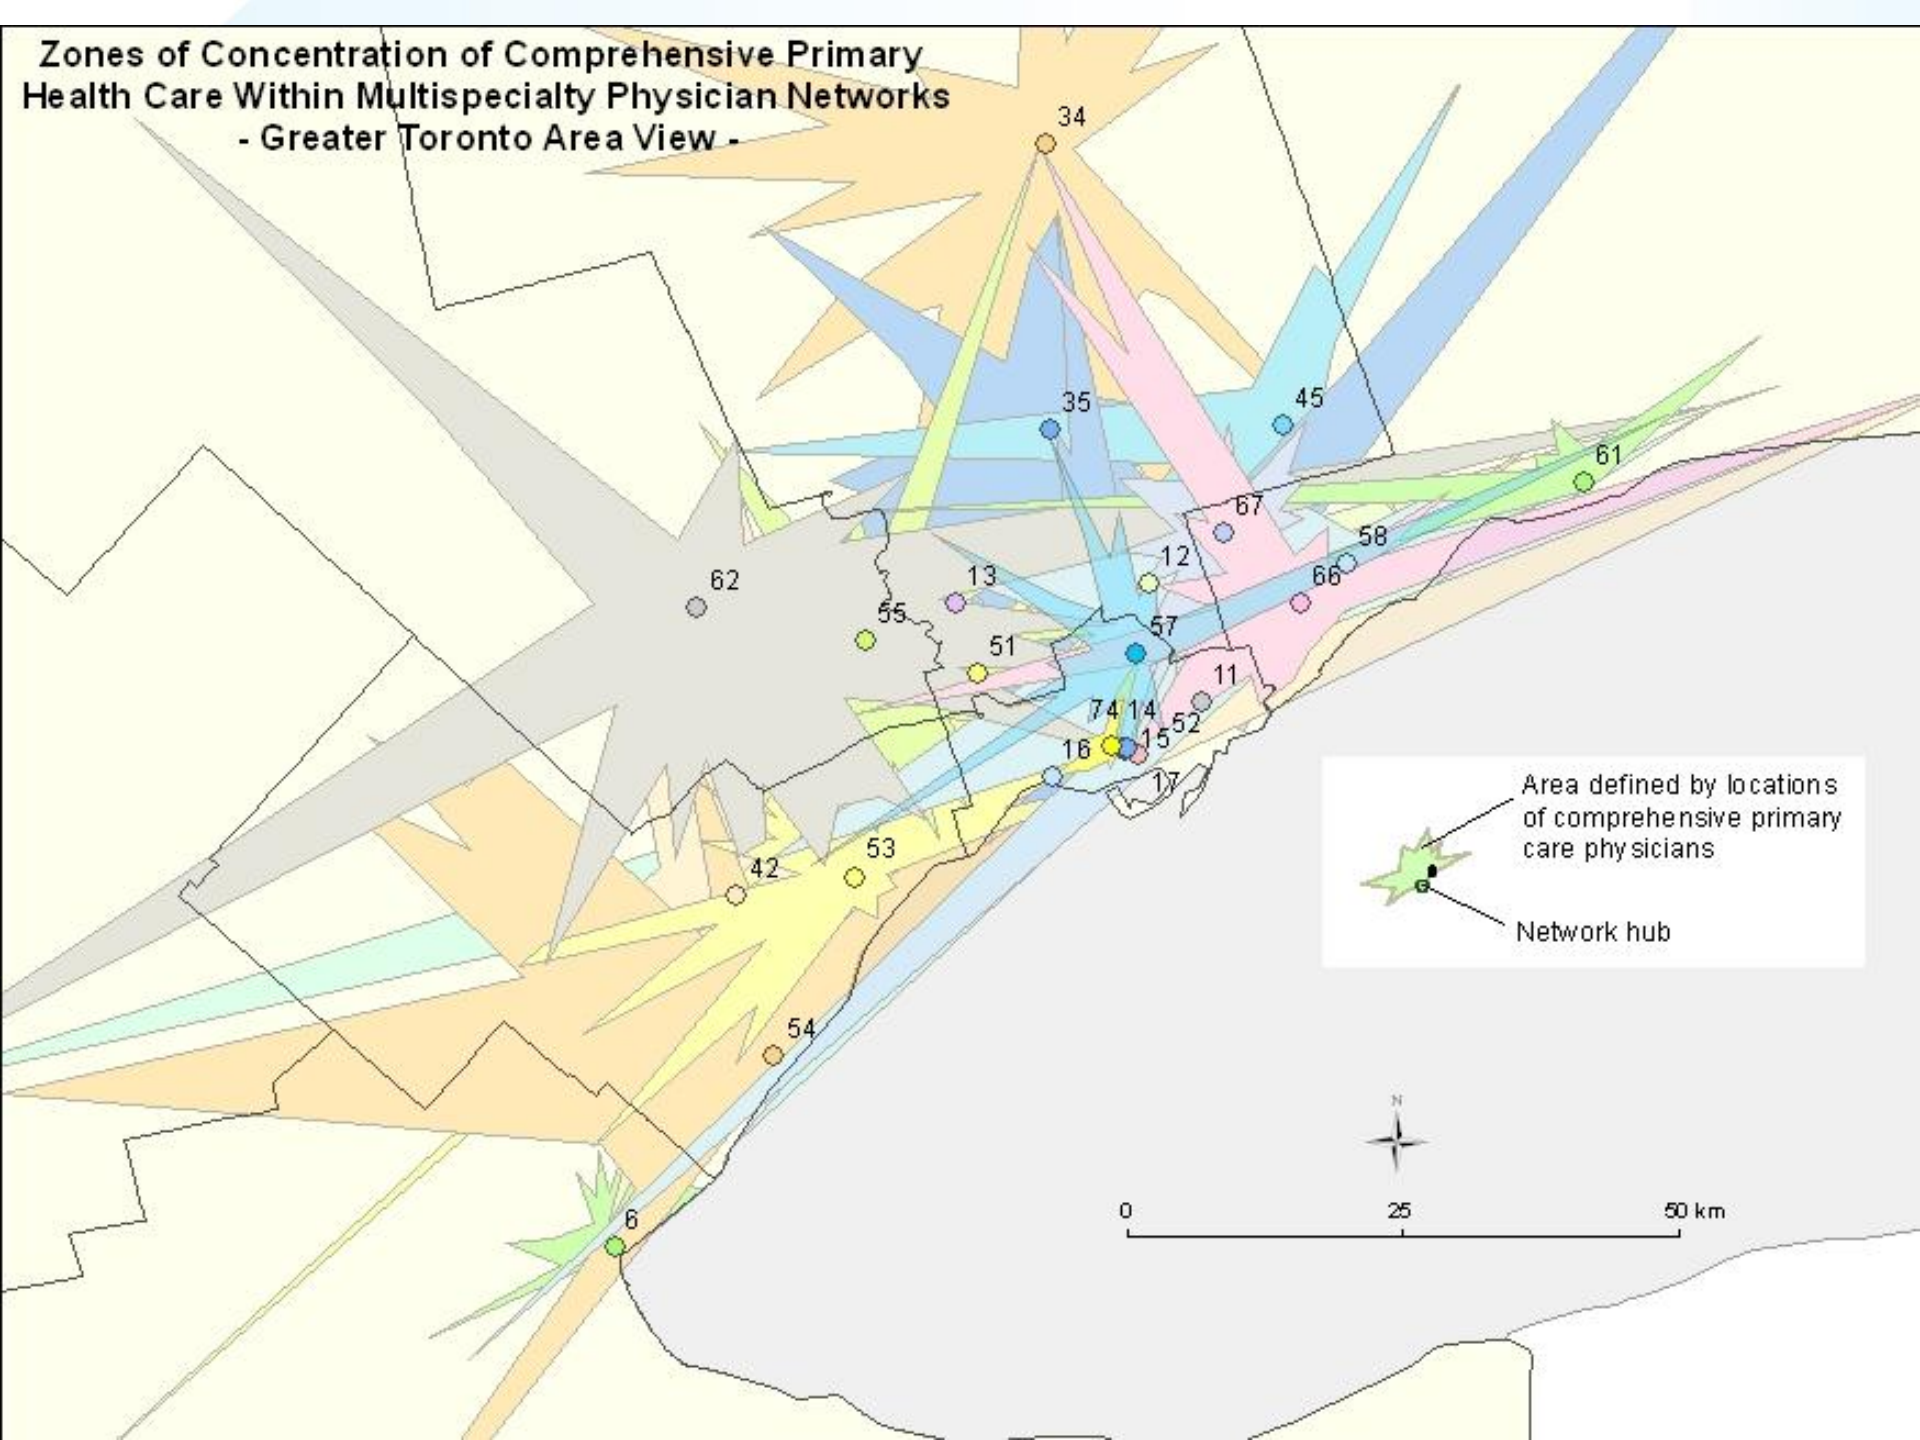 Zones of Concentration of Comprehensive Primary
Health Care Within Multispecialty Physician Networks
- Greater Toronto Area View -
34
35
45
61
67
58
12
66
13
62
55
57
51
11
74
14
52
15
16
17
53
42
54
6
Area defined by locations
of comprehensive primary
care physicians
Network hub
N
0
25
50 km